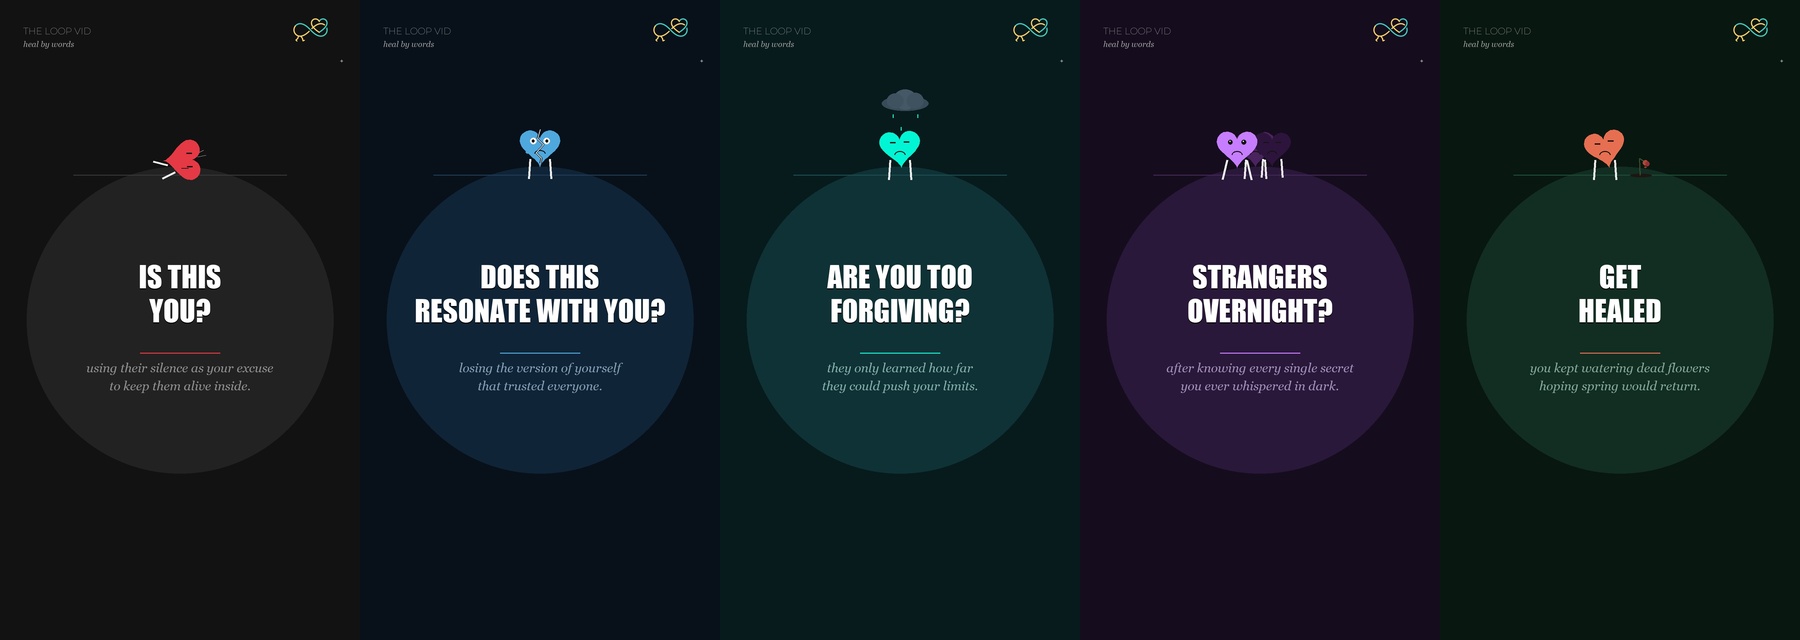 THE LOOP VID
heal by words
IS THIS
YOU?
using their silence as your excuse
to keep them alive inside.
THE LOOP VID
heal by words
DOES THIS
RESONATE WITH YOU?
losing the version of yourself
that trusted everyone.
THE LOOP VID
heal by words
ARE YOU TOO
FORGIVING?
they only learned how far
they could push your limits.
THE LOOP VID
heal by words
STRANGERS
OVERNIGHT?
after knowing every single secret
you ever whispered in dark.
THE LOOP VID
heal by words
GET
HEALED
you kept watering dead flowers
hoping spring would return.